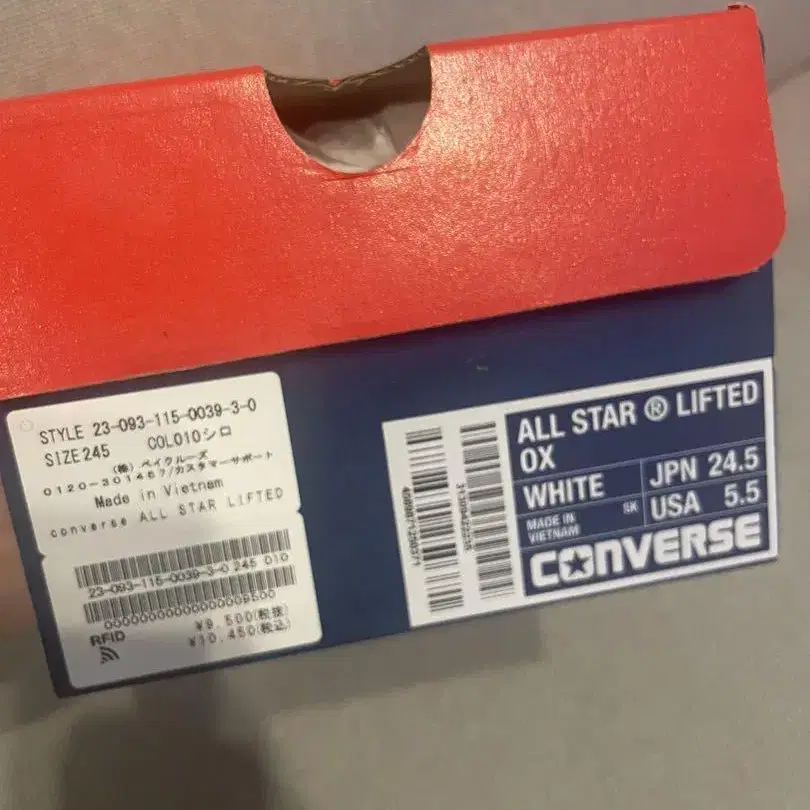 STYLE 23-093-115-0039-3-0
SIZE245 COL010シロ
(株)ベイクルーズ
0120-301457/カスタマーサポート
Made in Vietnam
converse ALL STAR LIFTED
23-093-115-0039-3-0 245 010
¥9,500(税抜)
¥10,450(税込)
RFID
ALL STAR ® LIFTED
OX
WHITE
JPN 24.5
USA 5.5
MADE IN
VIETNAM
SK
CONVERSE